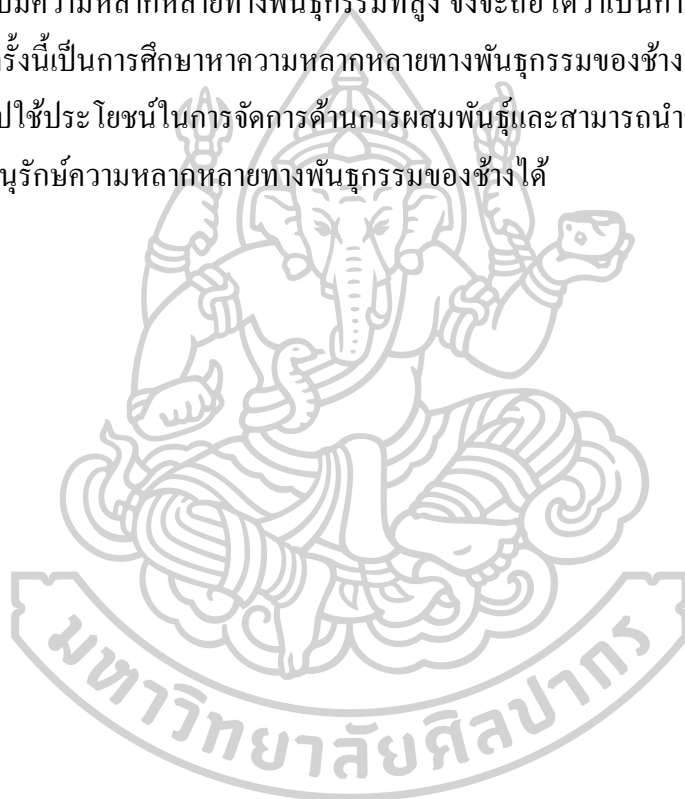 มีความหลากหลายทางพันธุกรรมที่สูง จึงจะถือได้ว่าเป็นกา
รั้งนี้เป็นการศึกษาหาความหลากหลายทางพันธุกรรมของช้าง
ปใช้ประโยชน์ในการจัดการด้านการผสมพันธุ์และสามารถนำ
นุรักษ์ความหลากหลายทางพันธุกรรมของช้างได้
มหาวิทยาลัยศิลปากร